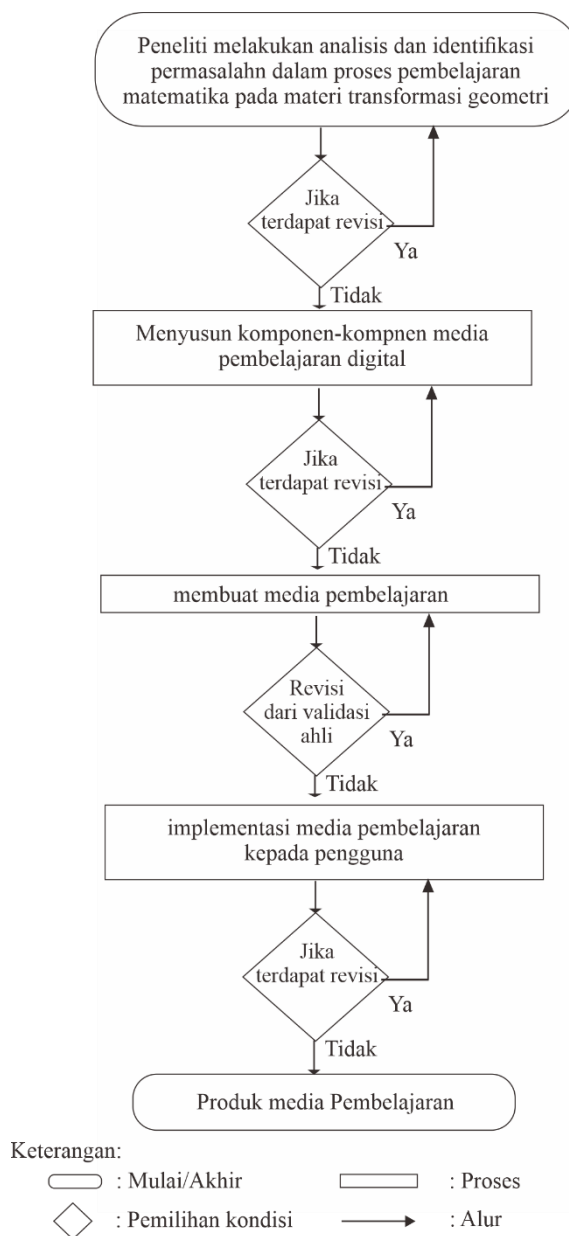 Peneliti melakukan analisis dan identifikasi
permasalahn dalam proses pembelajaran
matematika pada materi transformasi geometri
Jika
terdapat revisi
Ya
Tidak
Menyusun komponen-kompnen media
pembelajaran digital
Jika
terdapat revisi
Ya
Tidak
membuat media pembelajaran
Revisi
dari validasi
ahli
Ya
Tidak
implementasi media pembelajaran
kepada pengguna
Jika
terdapat revisi
Ya
Tidak
Produk media Pembelajaran
Keterangan:
: Mulai/Akhir
: Proses
: Pemilihan kondisi
: Alur